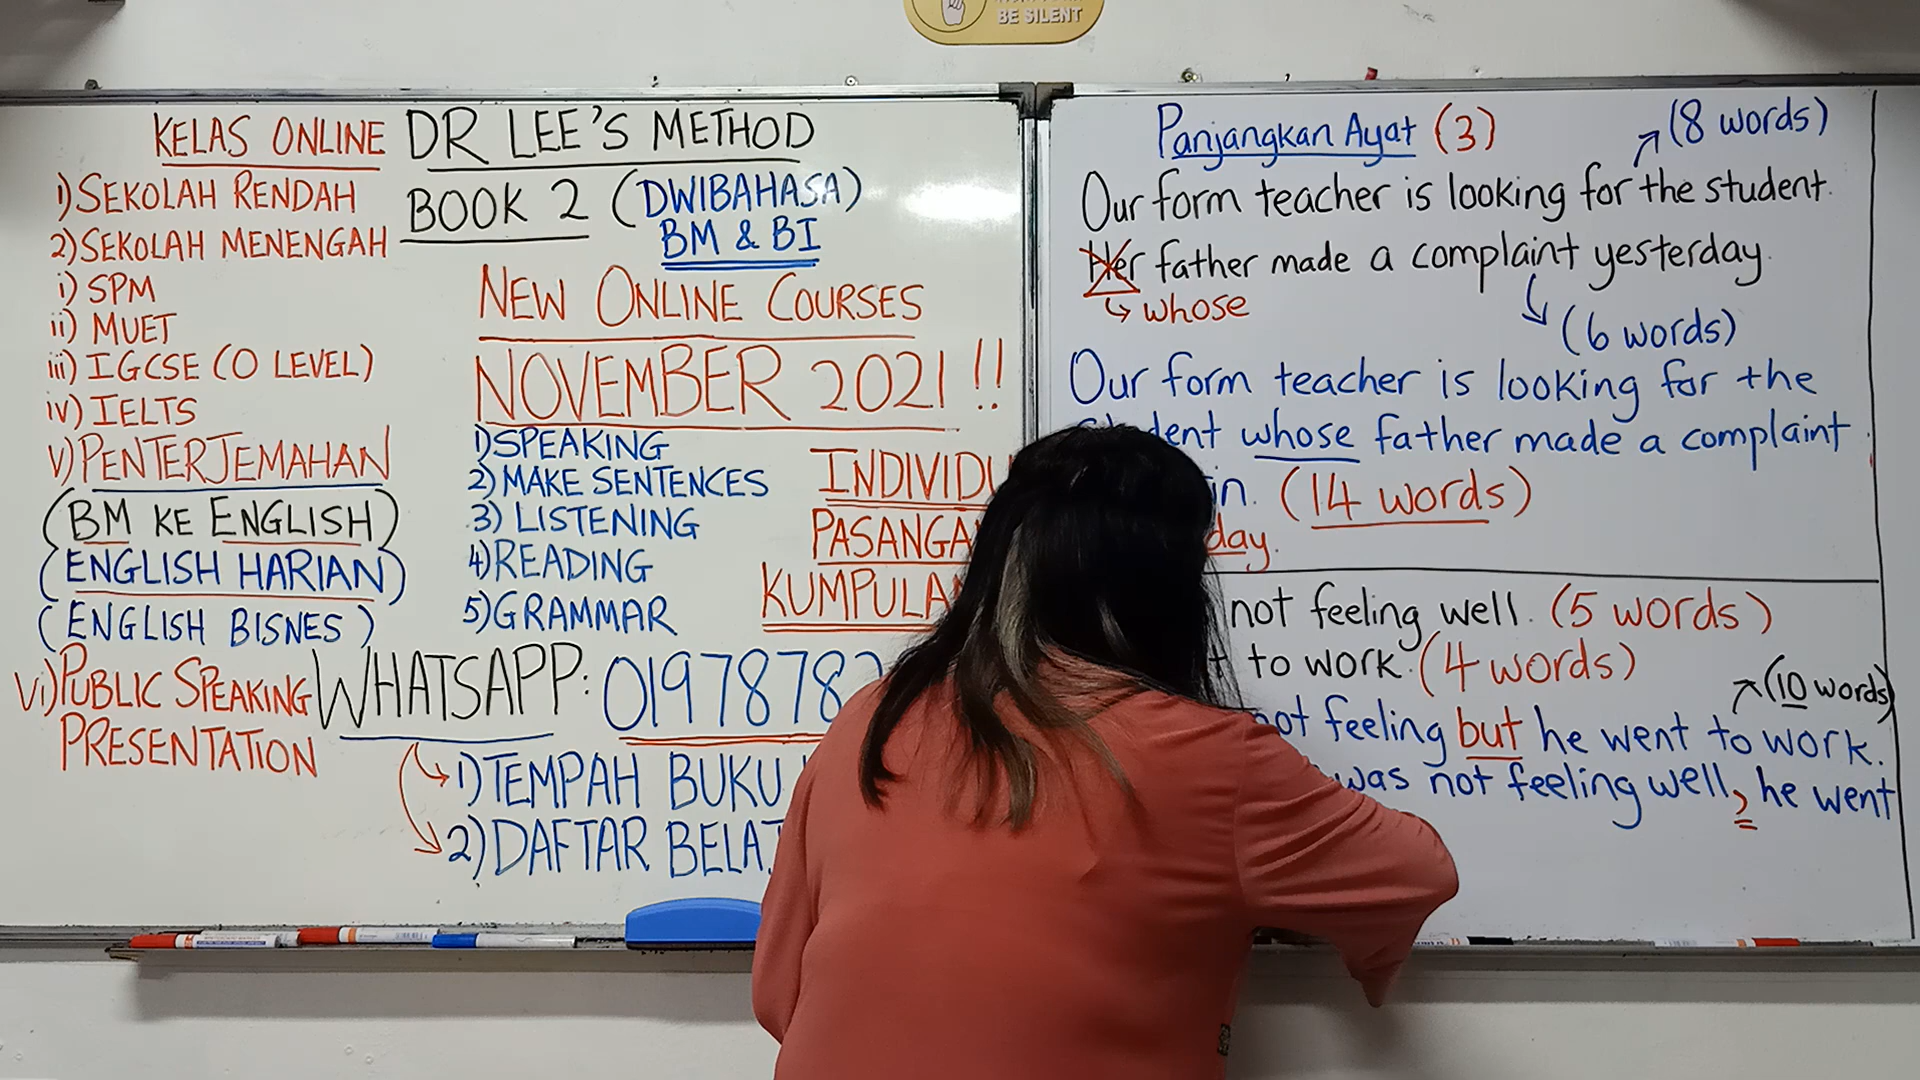 BE SILENT
KELAS ONLINE
1) SEKOLAH RENDAH
2) SEKOLAH MENENGAH
i) SPM
ii) MUET
iii) IGCSE (O LEVEL)
iv) IELTS
v) PENTERJEMAHAN
(BM KE ENGLISH)
(ENGLISH HARIAN)
(ENGLISH BISNES)
vi) PUBLIC SPEAKING
PRESENTATION
DR LEE'S METHOD
BOOK 2 (DWIBAHASA)
BM & BI
NEW ONLINE COURSES
NOVEMBER 2021 !!
1) SPEAKING
2) MAKE SENTENCES
3) LISTENING
4) READING
5) GRAMMAR
INDIVIDU
PASANGA
KUMPULA
WHATSAPP: 0197878
1) TEMPAH BUKU
2) DAFTAR BELA
Panjangkan Ayat (3)
(8 words)
Our form teacher is looking for the student.
Her father made a complaint yesterday.
whose
(6 words)
Our form teacher is looking for the
student whose father made a complaint
in. (14 words)
day.
not feeling well. (5 words)
to work. (4 words)
(10 words)
not feeling but he went to work.
was not feeling well, he went